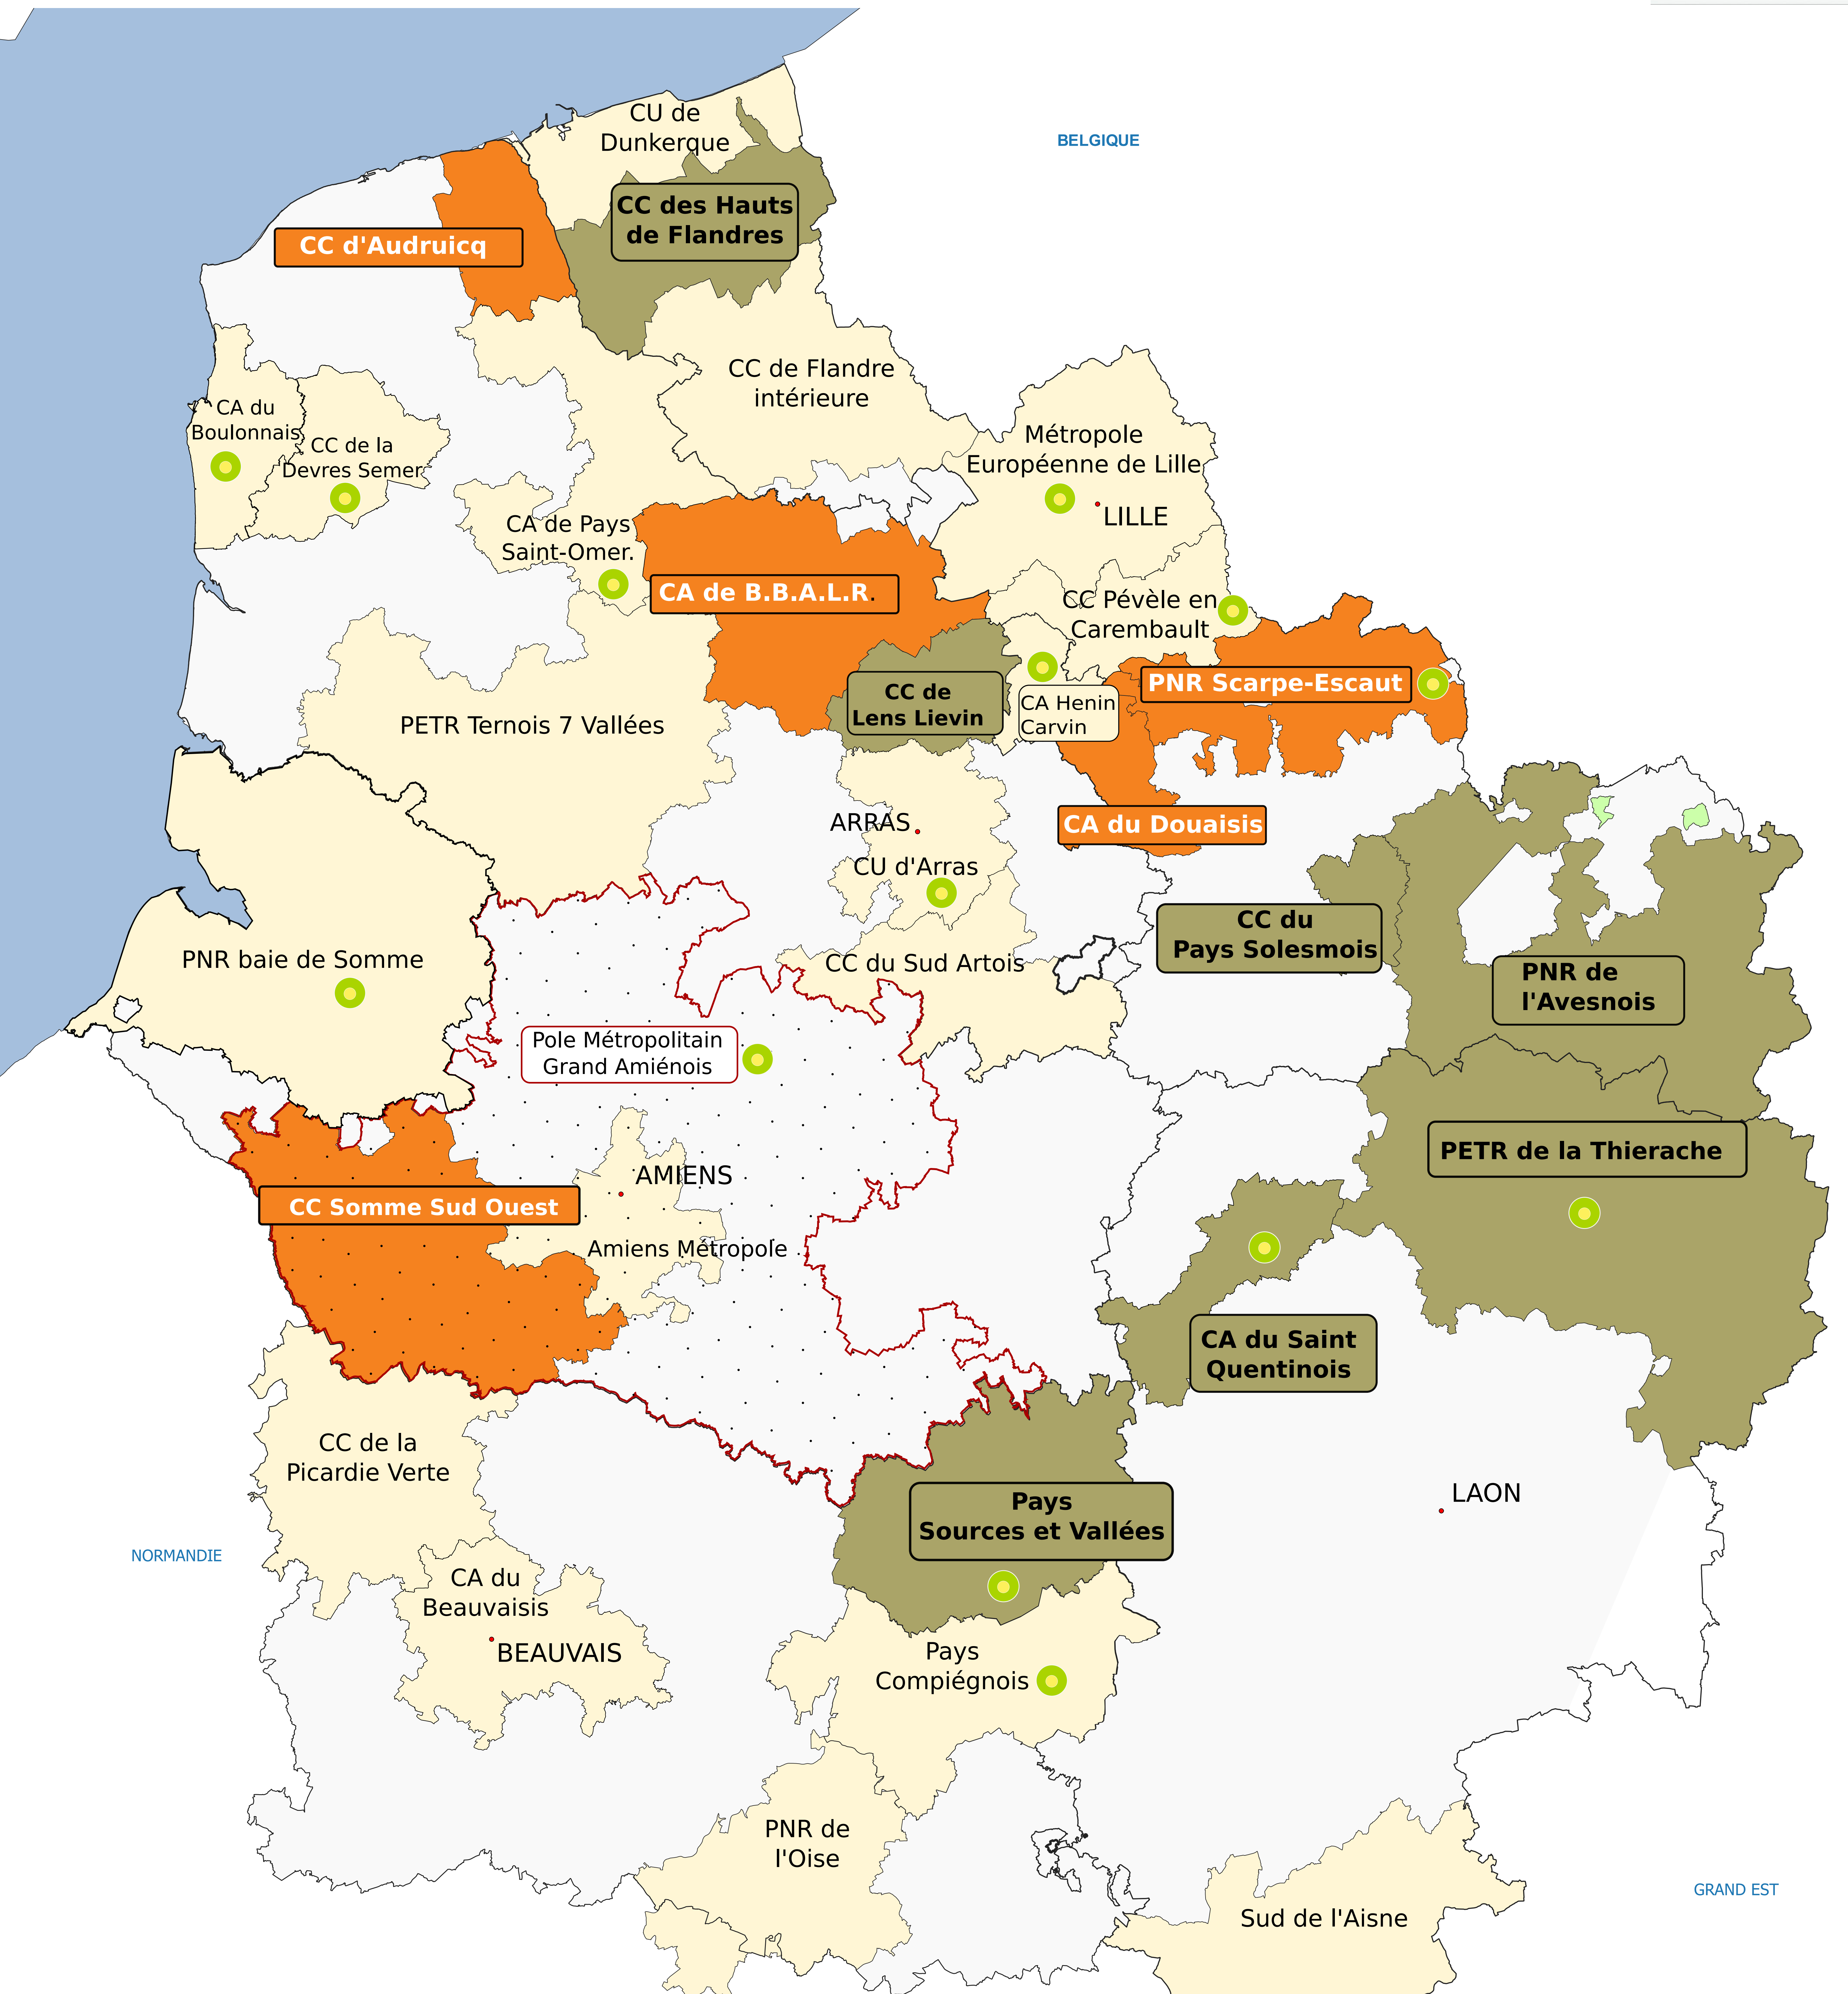 CU de
Dunkerque
BELGIQUE
CC des Hauts
de Flandres
CC d'Audruicq
CC de Flandre
intérieure
CA du
Boulonnais
CC de la
Devres Semer
Métropole
Européenne de Lille
LILLE
CA de Pays
Saint-Omer.
CA de B.B.A.L.R.
CC Pévèle en
Carembault
PNR Scarpe-Escaut
CC de
Lens Lievin
CA Henin
Carvin
PETR Ternois 7 Vallées
ARRAS
CA du Douaisis
CU d'Arras
CC du
Pays Solesmois
PNR baie de Somme
CC du Sud Artois
PNR de
l'Avesnois
Pole Métropolitain
Grand Amiénois
PETR de la Thierache
AMIENS
CC Somme Sud Ouest
Amiens Métropole
CA du Saint
Quentinois
CC de la
Picardie Verte
LAON
Pays
Sources et Vallées
NORMANDIE
CA du
Beauvaisis
BEAUVAIS
Pays
Compiégnois
PNR de
l'Oise
GRAND EST
Sud de l'Aisne